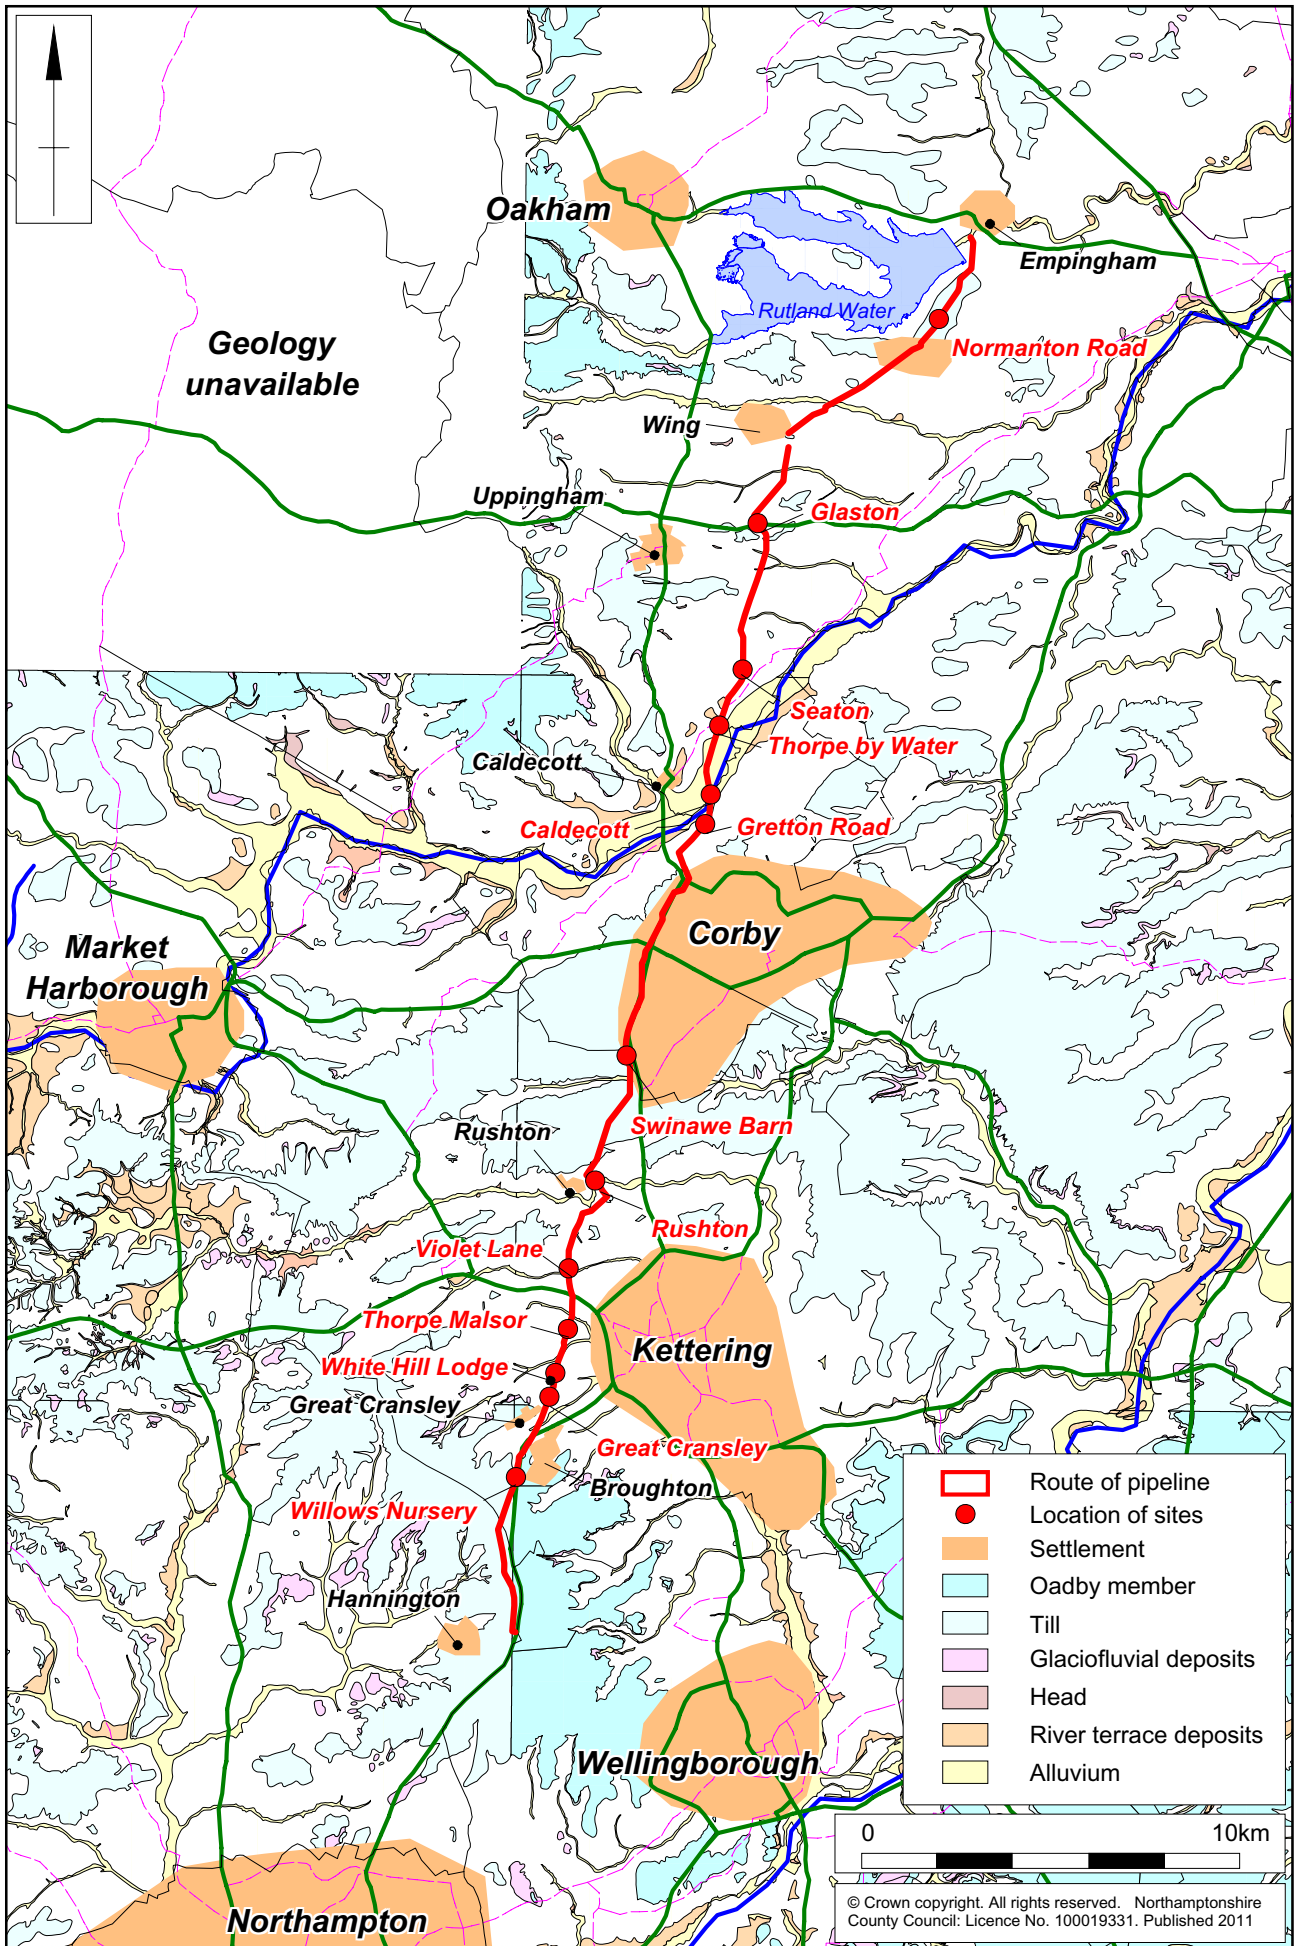 Oakham
Empingham
Rutland Water
Geology
unavailable
Normanton Road
Wing
Uppingham
Glaston
Seaton
Thorpe by Water
Caldecott
Caldecott
Gretton Road
Corby
Market
Harborough
Swinawe Barn
Rushton
Rushton
Violet Lane
Thorpe Malsor
Kettering
White Hill Lodge
Great Cransley
Great Cransley
Broughton
Willows Nursery
Hannington
Wellingborough
Northampton
Route of pipeline
Location of sites
Settlement
Oadby member
Till
Glaciofluvial deposits
Head
River terrace deposits
Alluvium
0 10km
© Crown copyright. All rights reserved. Northamptonshire
County Council: Licence No. 100019331. Published 2011